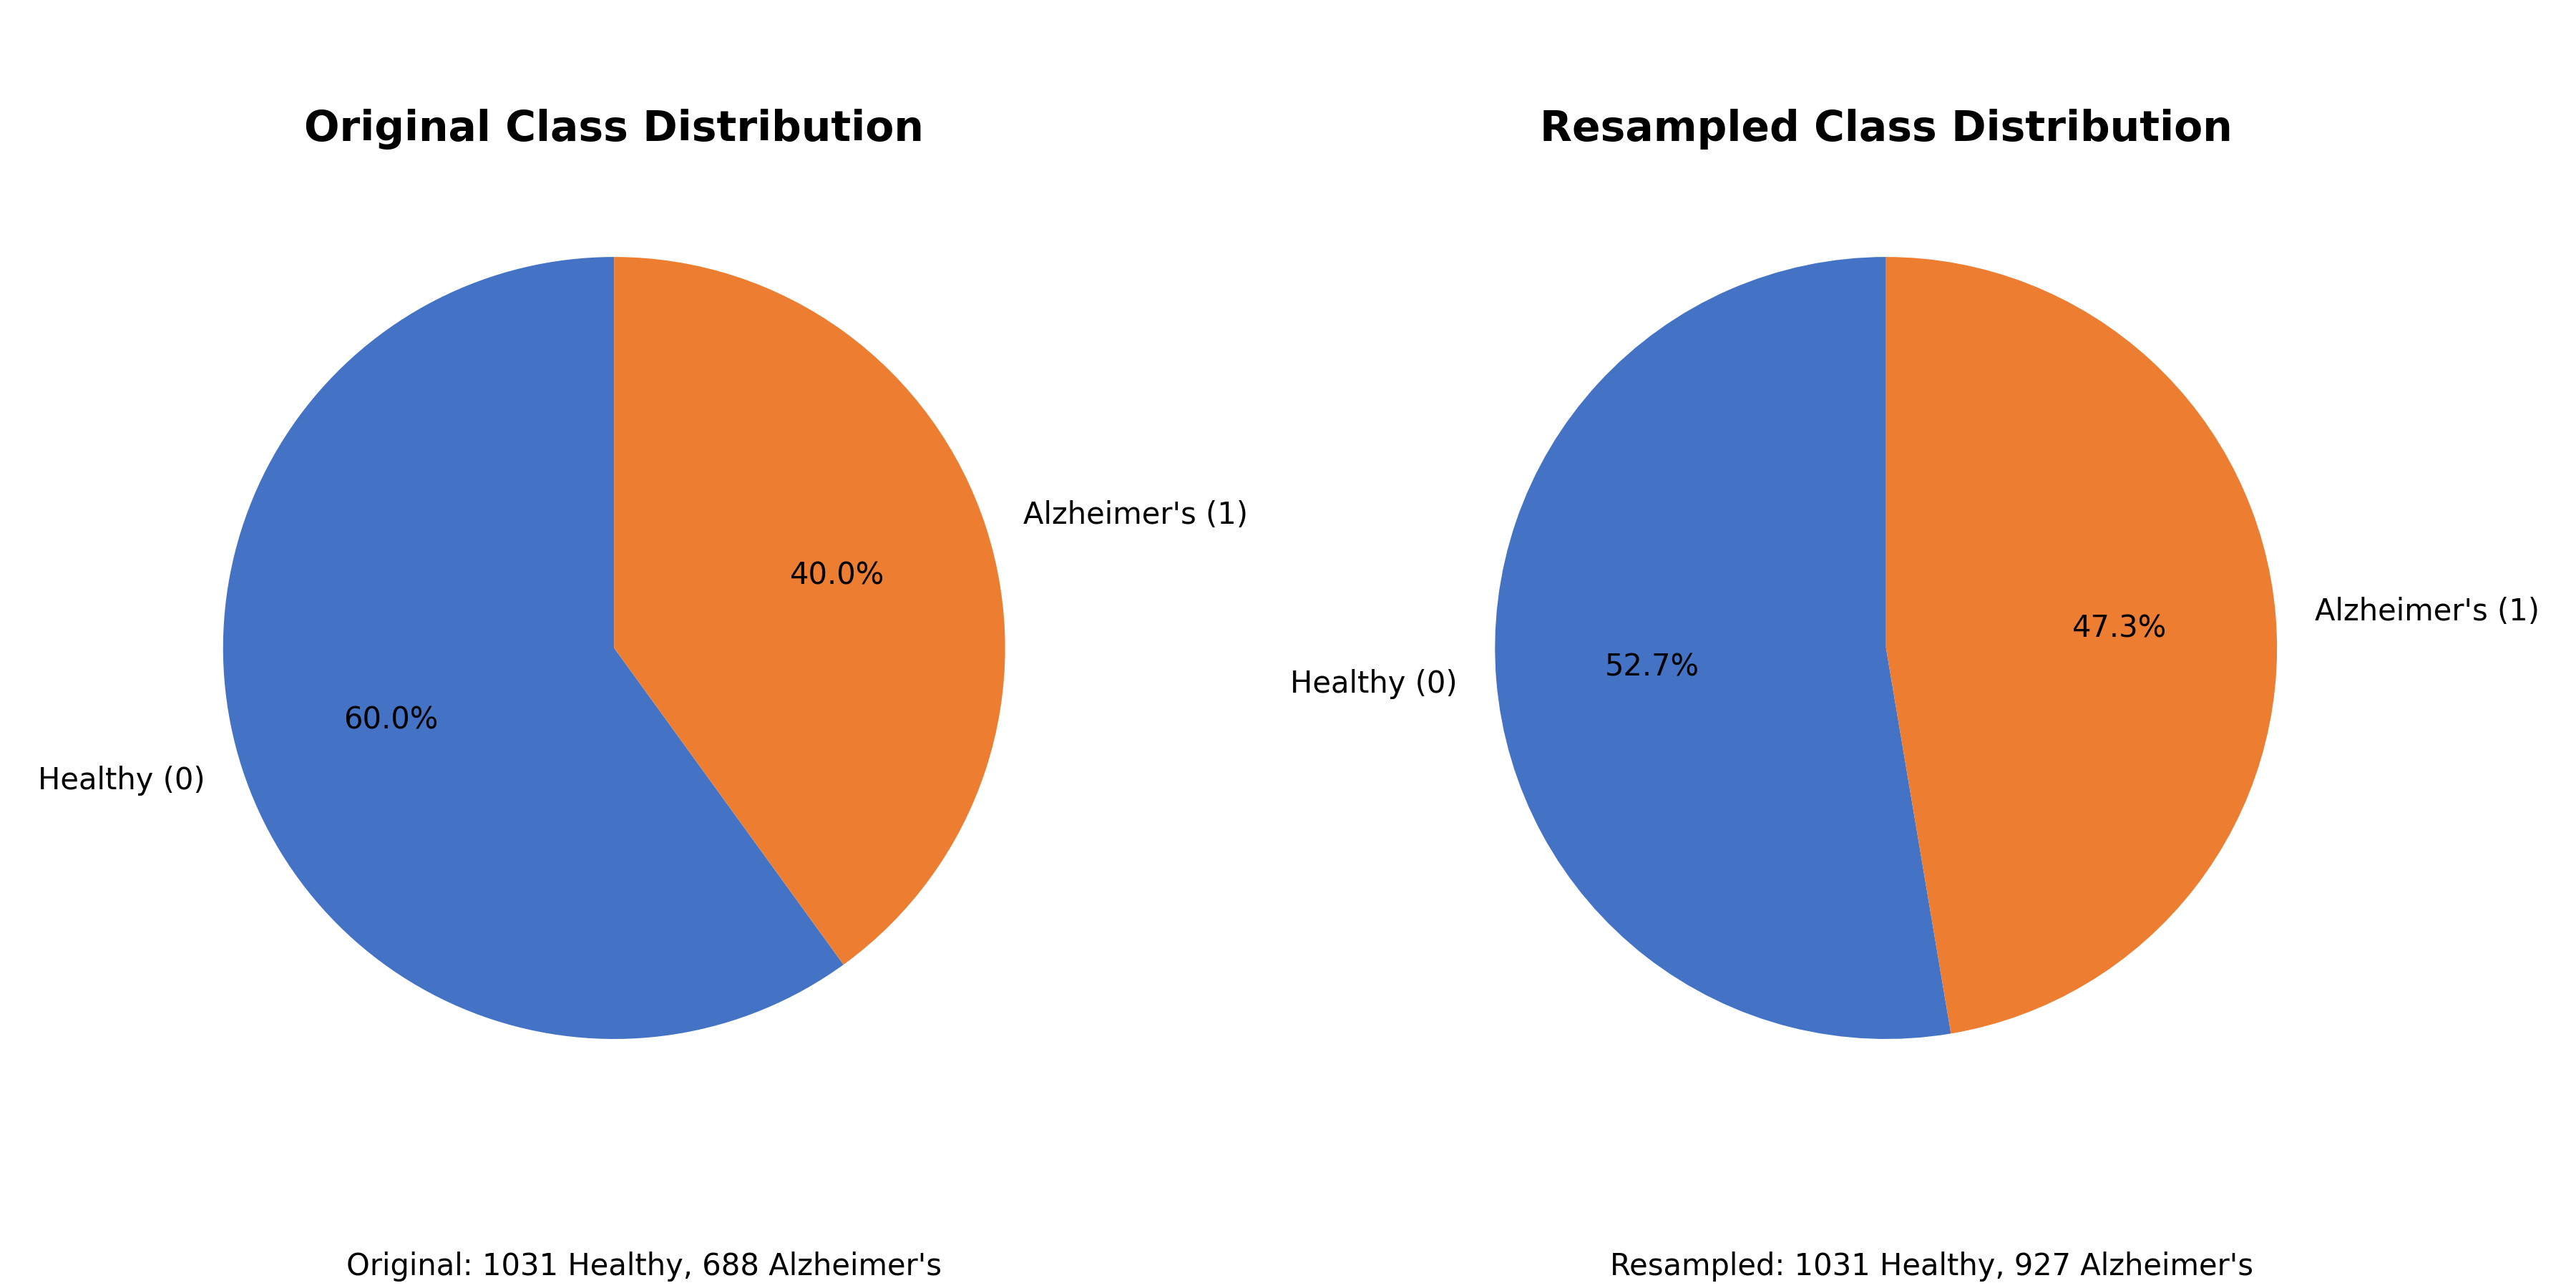 Original Class Distribution
Alzheimer's (1)
40.0%
60.0%
Healthy (0)
Original: 1031 Healthy, 688 Alzheimer's
Resampled Class Distribution
Alzheimer's (1)
47.3%
52.7%
Healthy (0)
Resampled: 1031 Healthy, 927 Alzheimer's